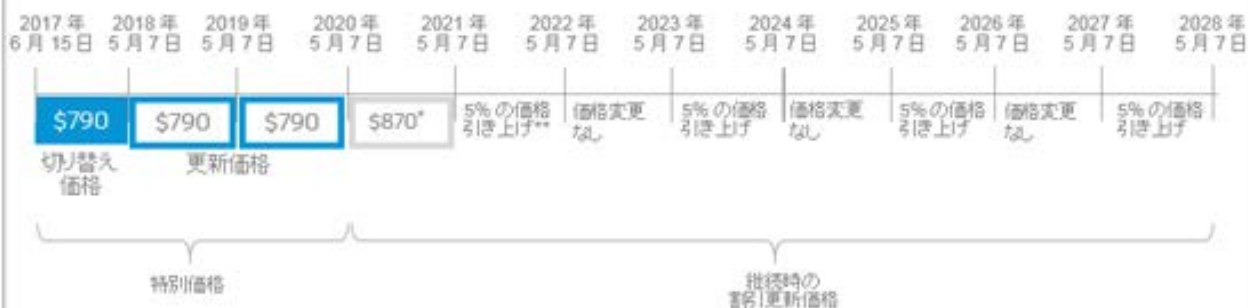 2017 年 2018 年 2019 年 2020 年 2021 年 2022 年 2023 年 2024 年 2025 年 2026 年 2027 年 2028 年
6 月 15 日 5 月 7 日 5 月 7 日 5 月 7 日 5 月 7 日 5 月 7 日 5 月 7 日 5 月 7 日 5 月 7 日 5 月 7 日 5 月 7 日 5 月 7 日
$790 $790 $790 $870*
5% の価格
引き上げ**
価格変更
なし
5% の価格
引き上げ
価格変更
なし
5% の価格
引き上げ
価格変更
なし
5% の価格
引き上げ
切り替え
価格
更新価格
特別価格
継続時の
割引更新価格